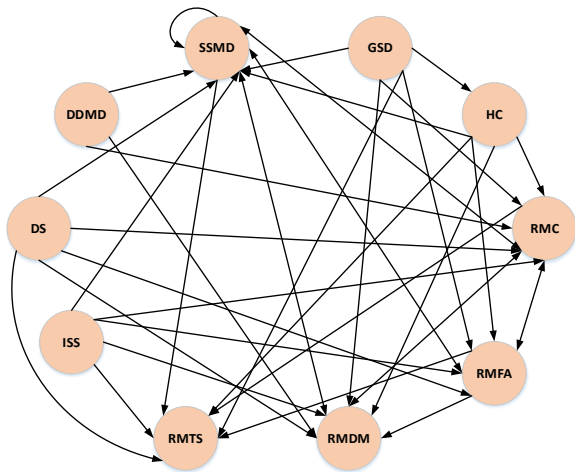 SSMD
GSD
DDMD
HC
DS
RMC
ISS
RMFA
RMTS
RMDM